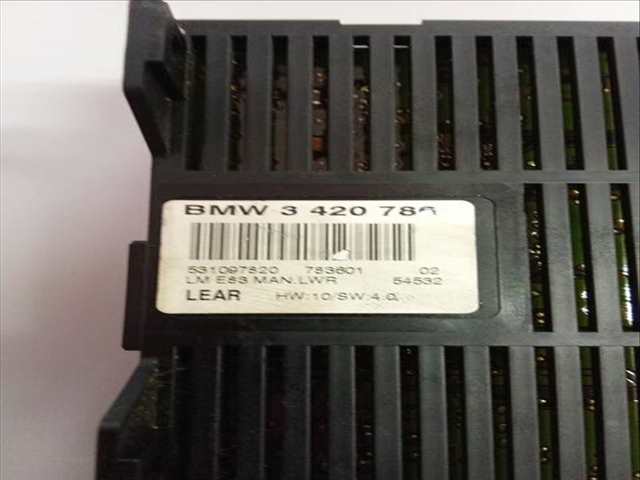 BMW 3 420 786
531097820 783601 02
LM E83 MAN.LWR 54532
LEAR HW:10/SW:4.0